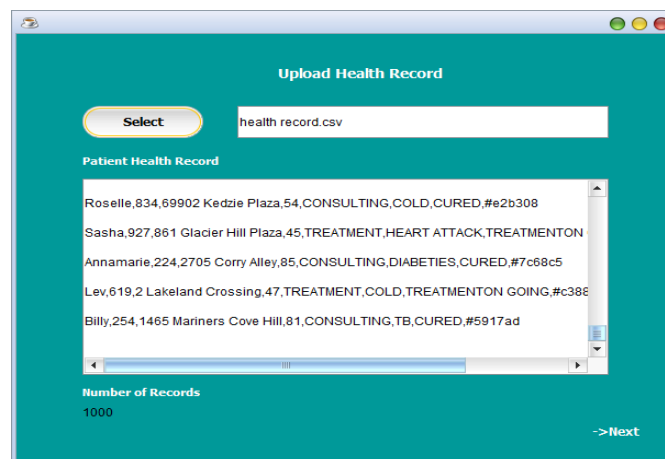 Upload Health Record
Select
health record.csv
Patient Health Record
Roselle,834,69902 Kedzie Plaza,54,CONSULTING,COLD,CURED,#e2b308
Sasha,927,861 Glacier Hill Plaza,45,TREATMENT,HEART ATTACK,TREATMENTON
Annamarie,224,2705 Corry Alley,85,CONSULTING,DIABETIES,CURED,#7c68c5
Lev,619,2 Lakeland Crossing,47,TREATMENT,COLD,TREATMENTON GOING,#c388
Billy,254,1465 Mariners Cove Hill,81,CONSULTING,TB,CURED,#5917ad
Number of Records
1000
->Next